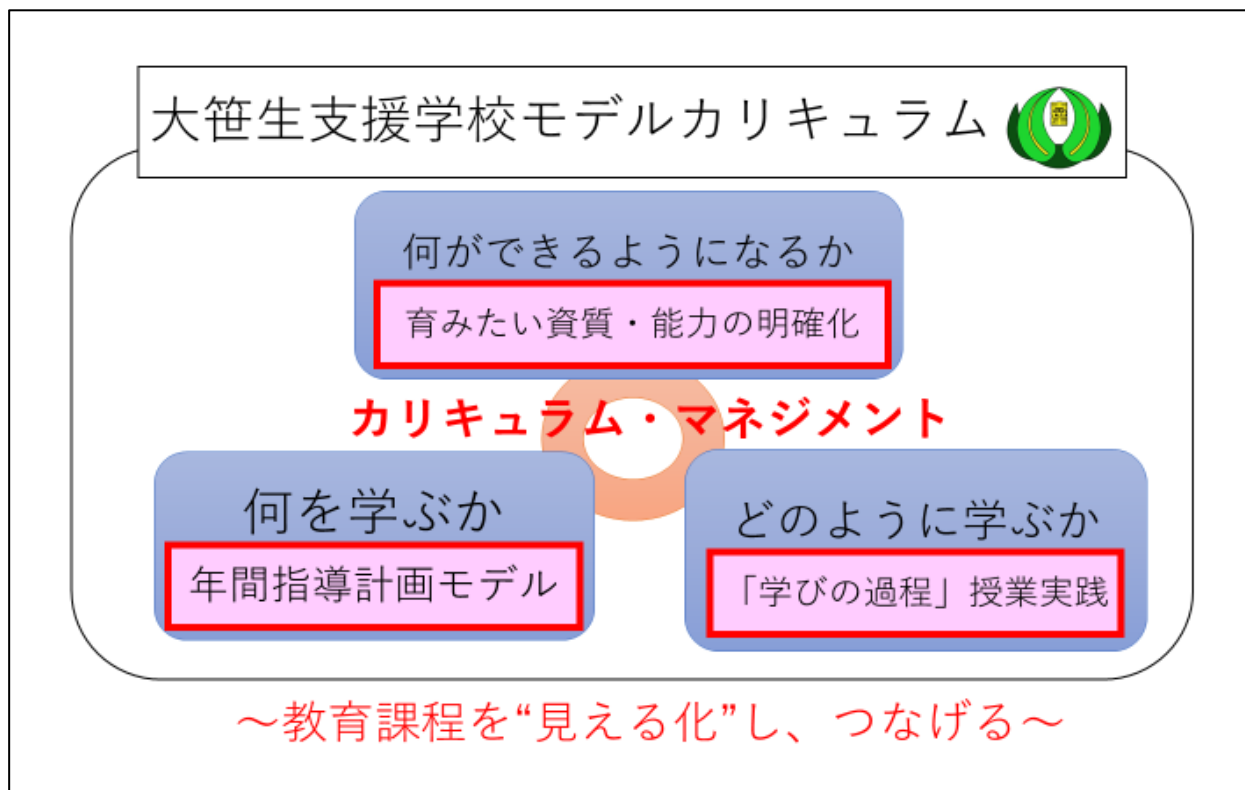 大笹生支援学校モデルカリキュラム
何ができるようになるか
育みたい資質・能力の明確化
カリキュラム・マネジメント
何を学ぶか
年間指導計画モデル
どのように学ぶか
「学びの過程」授業実践
～教育課程を“見える化”し、つなげる～